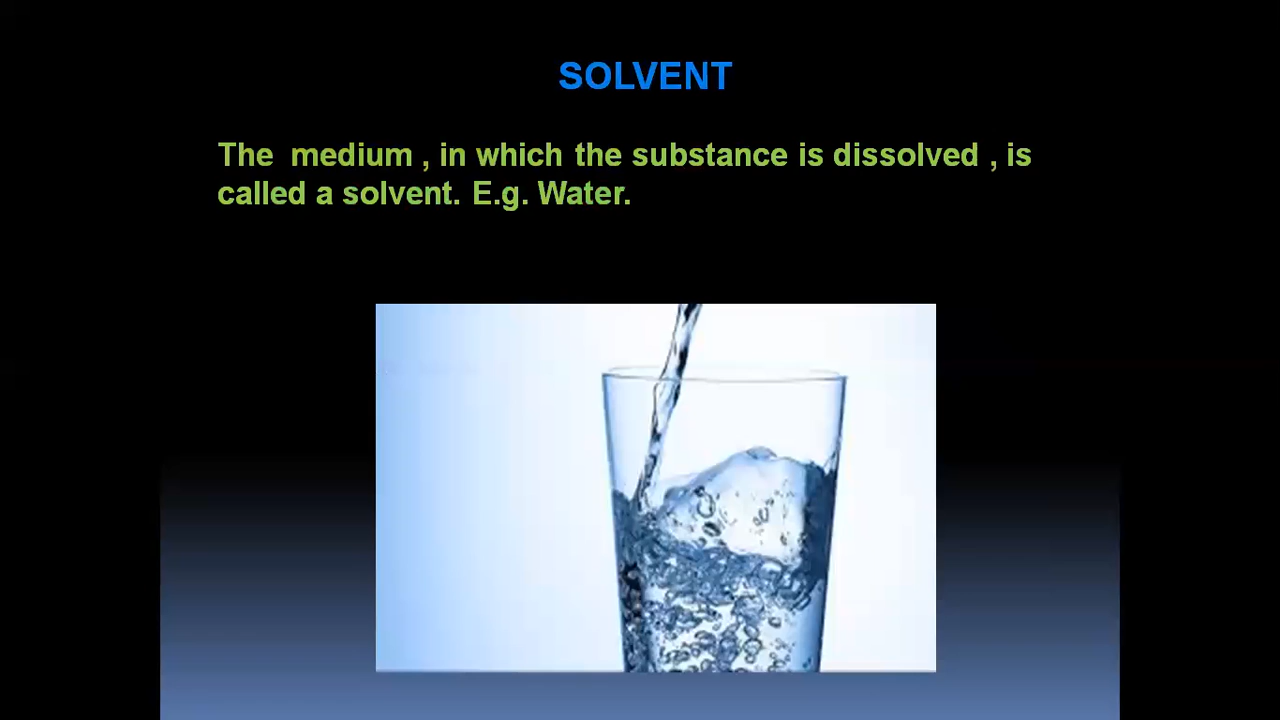 SOLVENT
The  medium , in which the substance is dissolved , is
called a solvent. E.g. Water.